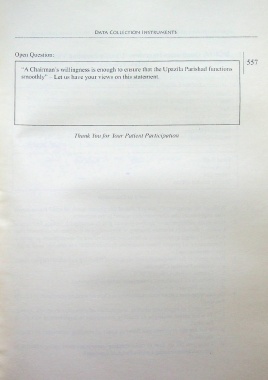 DATA COLLECTION INSTRUMENTS
557
Open Question:
"A Chairman's willingness is enough to ensure that the Upazila Parishad functions
smoothly" – Let us have your views on this statement.
Thank You for Your Patient Participation